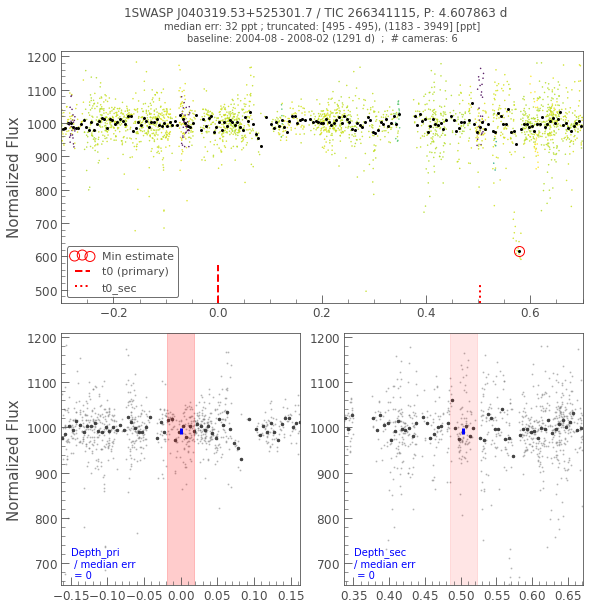 1SWASP J040319.53+525301.7 / TIC 266341115, P: 4.607863 d
median err: 32 ppt ; truncated: [495 - 495), (1183 - 3949] [ppt]
baseline: 2004-08 - 2008-02 (1291 d)  ;  # cameras: 6
Normalized Flux
1200
1100
1000
900
800
700
600
500
Min estimate
t0 (primary)
t0_sec
−0.2 0.0 0.2 0.4 0.6
Normalized Flux
1200
1100
1000
900
800
700
Depth_pri
/ median err
= 0
−0.15 −0.10 −0.05 0.00 0.05 0.10 0.15
1200
1100
1000
900
800
700
Depth_sec
/ median err
= 0
0.35 0.40 0.45 0.50 0.55 0.60 0.65